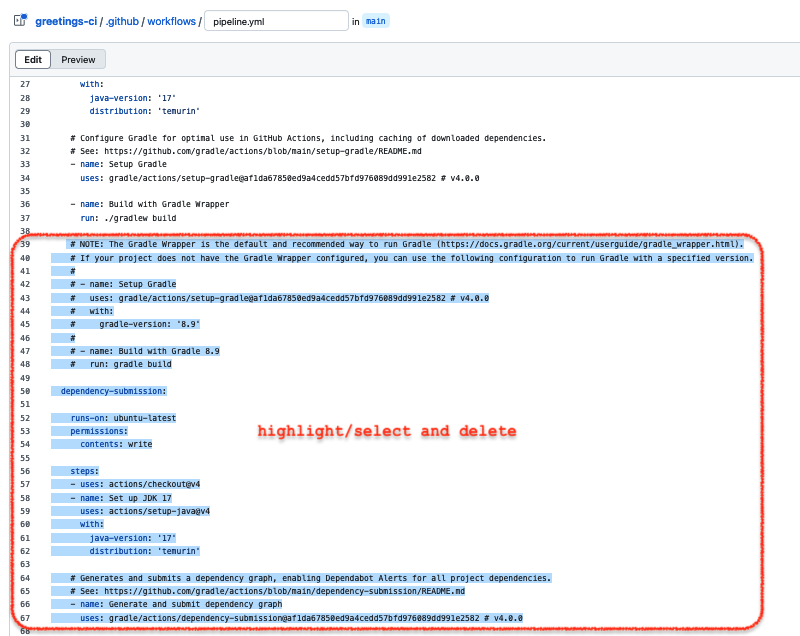 greetings-ci / .github / workflows / pipeline.yml in main
Edit Preview
27 with:
28 java-version: '17'
29 distribution: 'temurin'
30
31 # Configure Gradle for optimal use in GitHub Actions, including caching of downloaded dependencies.
32 # See: https://github.com/gradle/actions/blob/main/setup-gradle/README.md
33 - name: Setup Gradle
34 uses: gradle/actions/setup-gradle@af1da67850ed9a4cedd57bfd976089dd991e2582 # v4.0.0
35
36 - name: Build with Gradle Wrapper
37 run: ./gradlew build
38
39 # NOTE: The Gradle Wrapper is the default and recommended way to run Gradle (https://docs.gradle.org/current/userguide/gradle_wrapper.html).
40 # If your project does not have the Gradle Wrapper configured, you can use the following configuration to run Gradle with a specified version.
41 #
42 # - name: Setup Gradle
43 # uses: gradle/actions/setup-gradle@af1da67850ed9a4cedd57bfd976089dd991e2582 # v4.0.0
44 # with:
45 # gradle-version: '8.9'
46 #
47 # - name: Build with Gradle 8.9
48 # run: gradle build
49
50 dependency-submission:
51
52 runs-on: ubuntu-latest
53 permissions:
highlight/select and delete
54 contents: write
55
56 steps:
57 - uses: actions/checkout@v4
58 - name: Set up JDK 17
59 uses: actions/setup-java@v4
60 with:
61 java-version: '17'
62 distribution: 'temurin'
63
64 # Generates and submits a dependency graph, enabling Dependabot Alerts for all project dependencies.
65 # See: https://github.com/gradle/actions/blob/main/dependency-submission/README.md
66 - name: Generate and submit dependency graph
67 uses: gradle/actions/dependency-submission@af1da67850ed9a4cedd57bfd976089dd991e2582 # v4.0.0
68